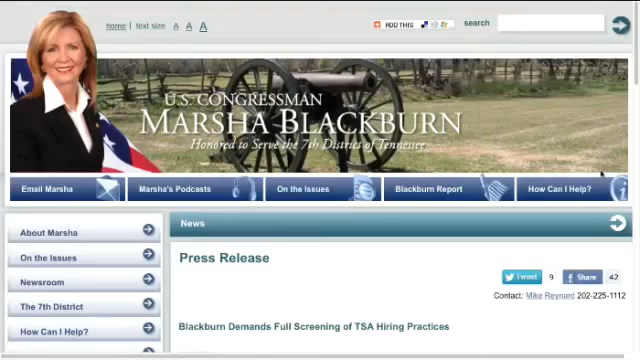 home | text size A A A
ADD THIS
search
U.S. CONGRESSMAN
MARSHA BLACKBURN
Honored to Serve the 7th District of Tennessee
Email Marsha
Marsha's Podcasts
On the Issues
Blackburn Report
How Can I Help?
About Marsha
On the Issues
Newsroom
The 7th District
How Can I Help?
News
Press Release
Tweet 9
Share 42
Contact: Mike Reynard 202-225-1112
Blackburn Demands Full Screening of TSA Hiring Practices